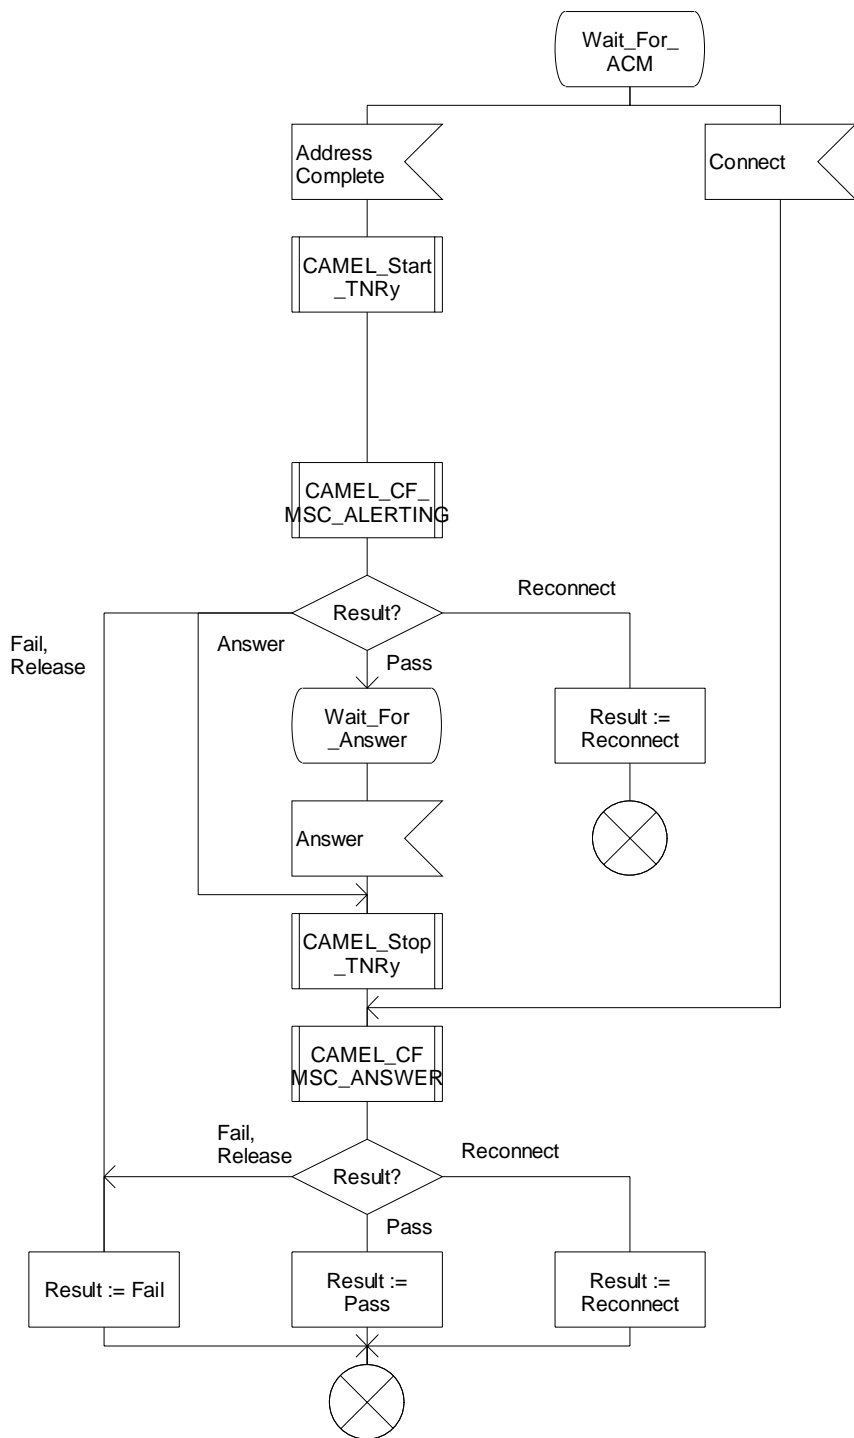 Wait_For_
ACM
Address
Complete
Connect
CAMEL_Start
_TNRy
CAMEL_CF_
MSC_ALERTING
Result?
Reconnect
Fail,
Release
Answer
Pass
Wait_For
_Answer
Result :=
Reconnect
Answer
CAMEL_Stop
_TNRy
CAMEL_CF
MSC_ANSWER
Fail,
Release
Result?
Reconnect
Pass
Result := Fail
Result :=
Pass
Result :=
Reconnect